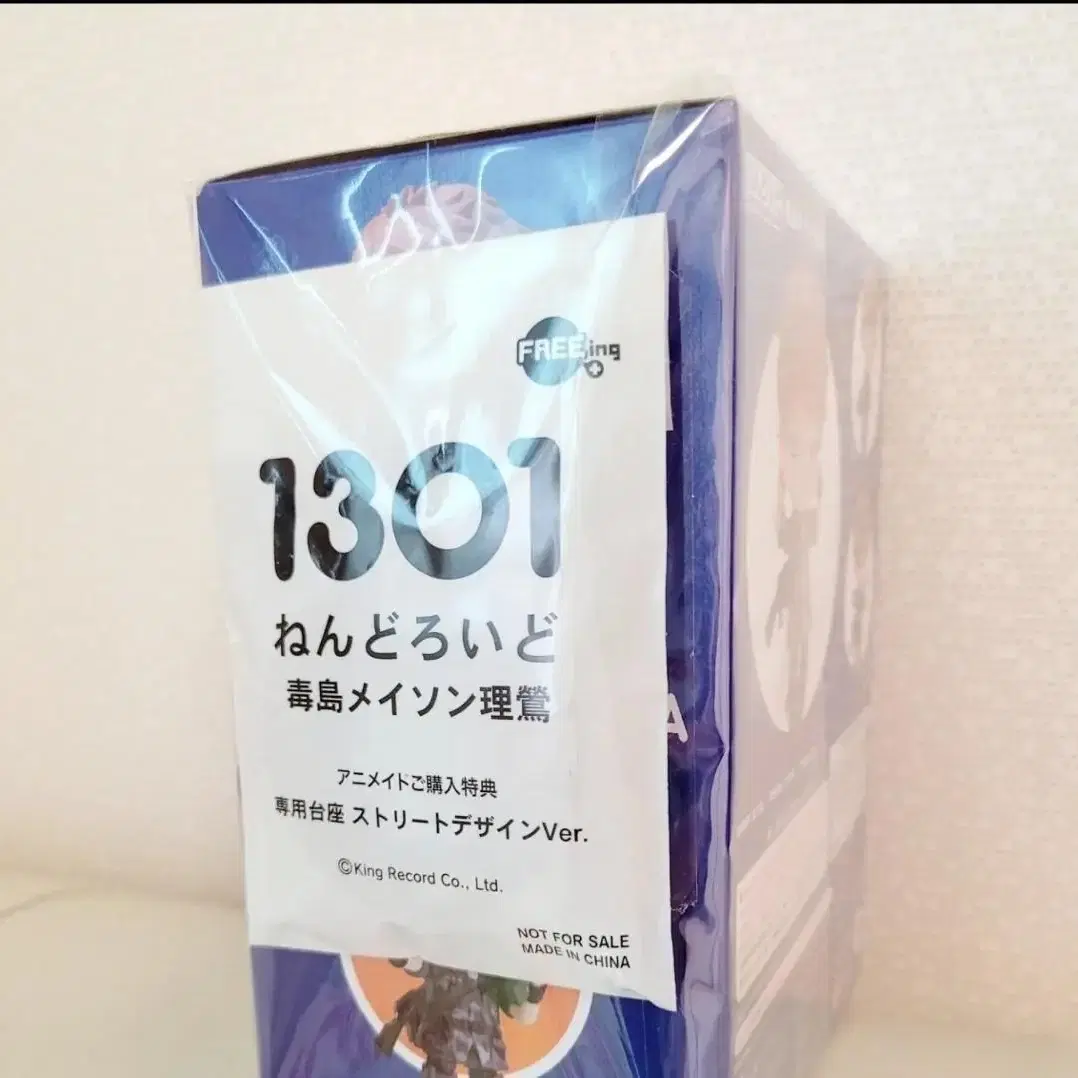 FREEing
1301
ねんどろいど
毒島メイソン理鶯
A
アニメイトご購入特典
専用台座 ストリートデザインVer.
©King Record Co., Ltd.
NOT FOR SALE
MADE IN CHINA